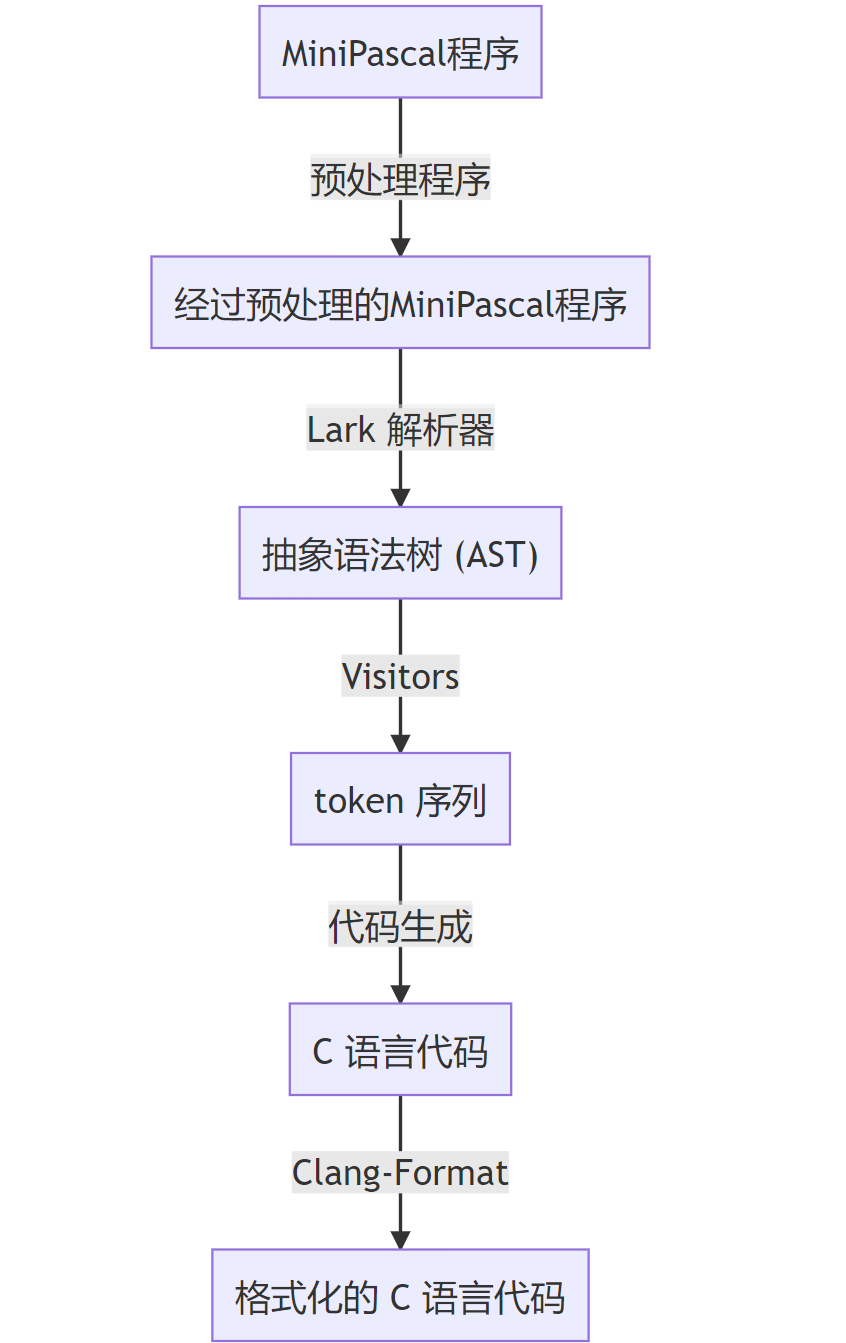 MiniPascal程序
预处理程序
经过预处理的MiniPascal程序
Lark 解析器
抽象语法树 (AST)
Visitors
token 序列
代码生成
C 语言代码
Clang-Format
格式化的 C 语言代码